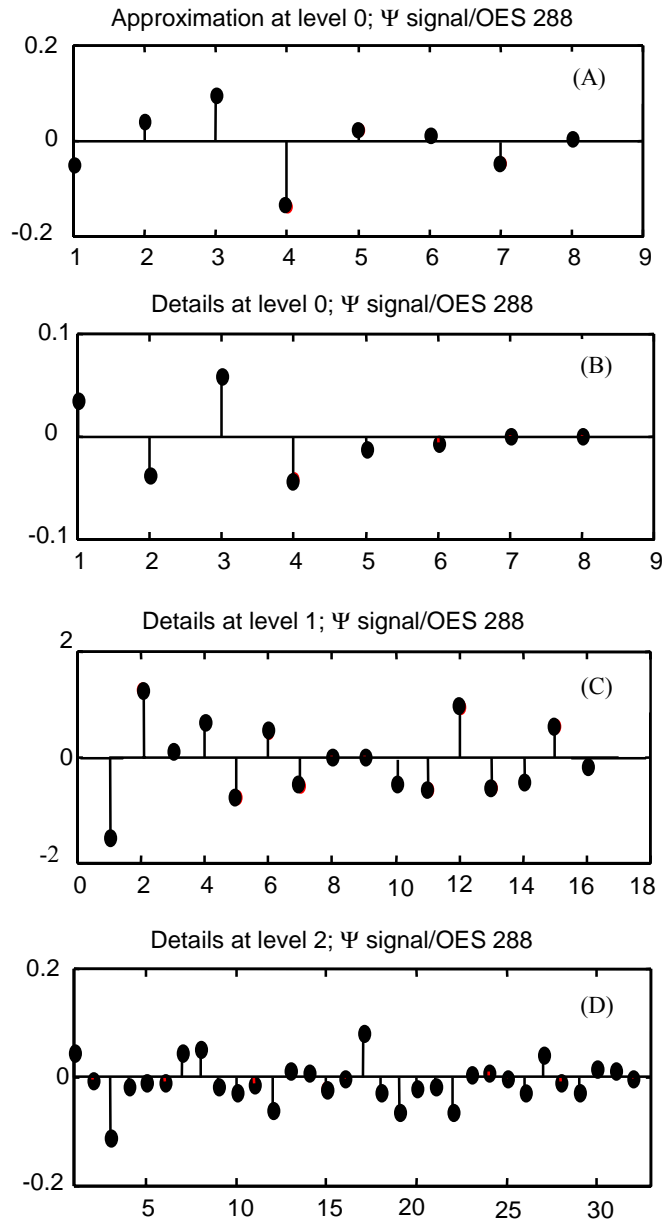 Approximation at level 0; Ψ signal/OES 288
0.2
(A)
0
-0.2
1 2 3 4 5 6 7 8 9
Details at level 0; Ψ signal/OES 288
0.1
(B)
0
-0.1
1 2 3 4 5 6 7 8 9
Details at level 1; Ψ signal/OES 288
2
(C)
0
-2
0 2 4 6 8 10 12 14 16 18
Details at level 2; Ψ signal/OES 288
0.2
(D)
0
-0.2
5 10 15 20 25 30